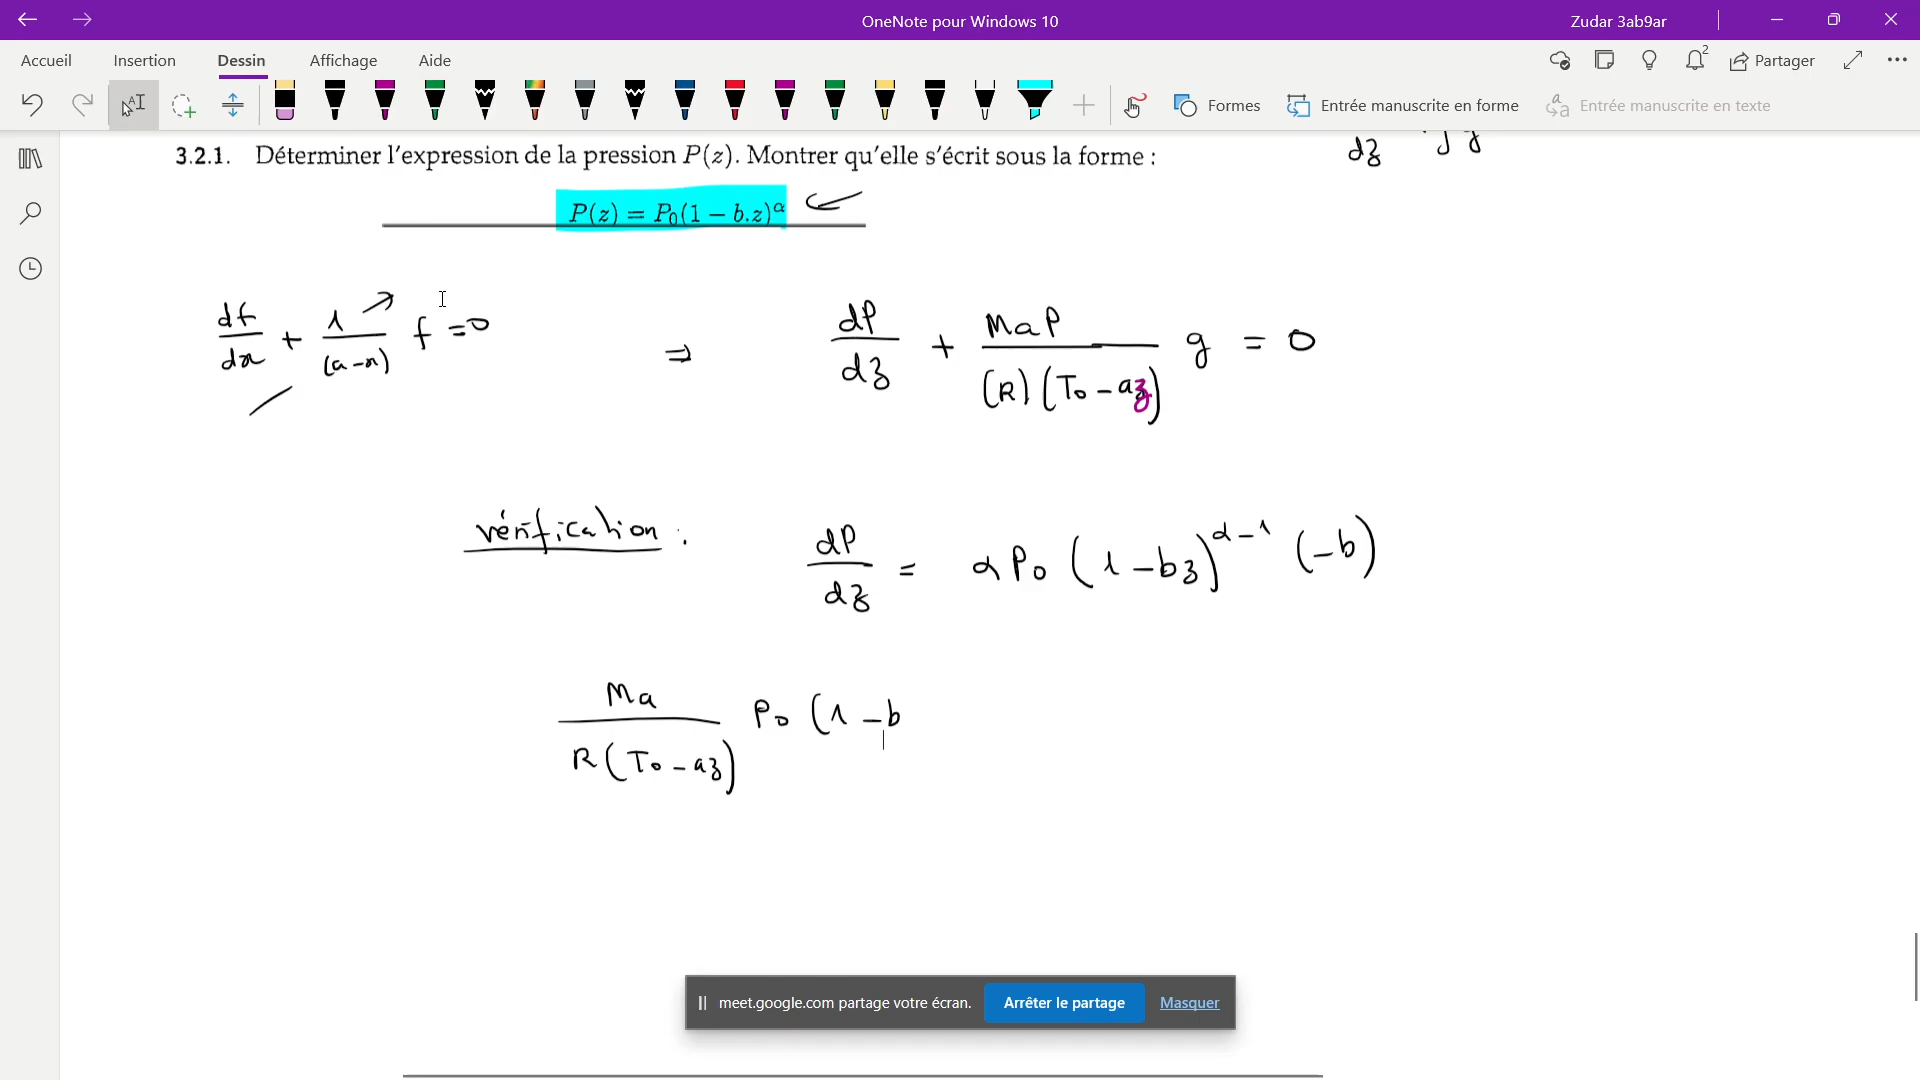 OneNote pour Windows 10
Zudar 3ab9ar
Accueil Insertion Dessin Affichage Aide
2 Partager
Formes Entrée manuscrite en forme Entrée manuscrite en texte
dz
3.2.1. Déterminer l'expression de la pression P(z). Montrer qu'elle s'écrit sous la forme :
P(z) = P₀(1 − b.z)^α
df/dx + 1/(a-x) f = 0 ⇒ dP/dz + MaP/((R)(T₀ - az)) g = 0
vérification : dP/dz = αP₀ (1 - bz)^(α-1) (-b)
Ma/(R(T₀ - az)) P₀ (1 - b
meet.google.com partage votre écran. Arrêter le partage Masquer